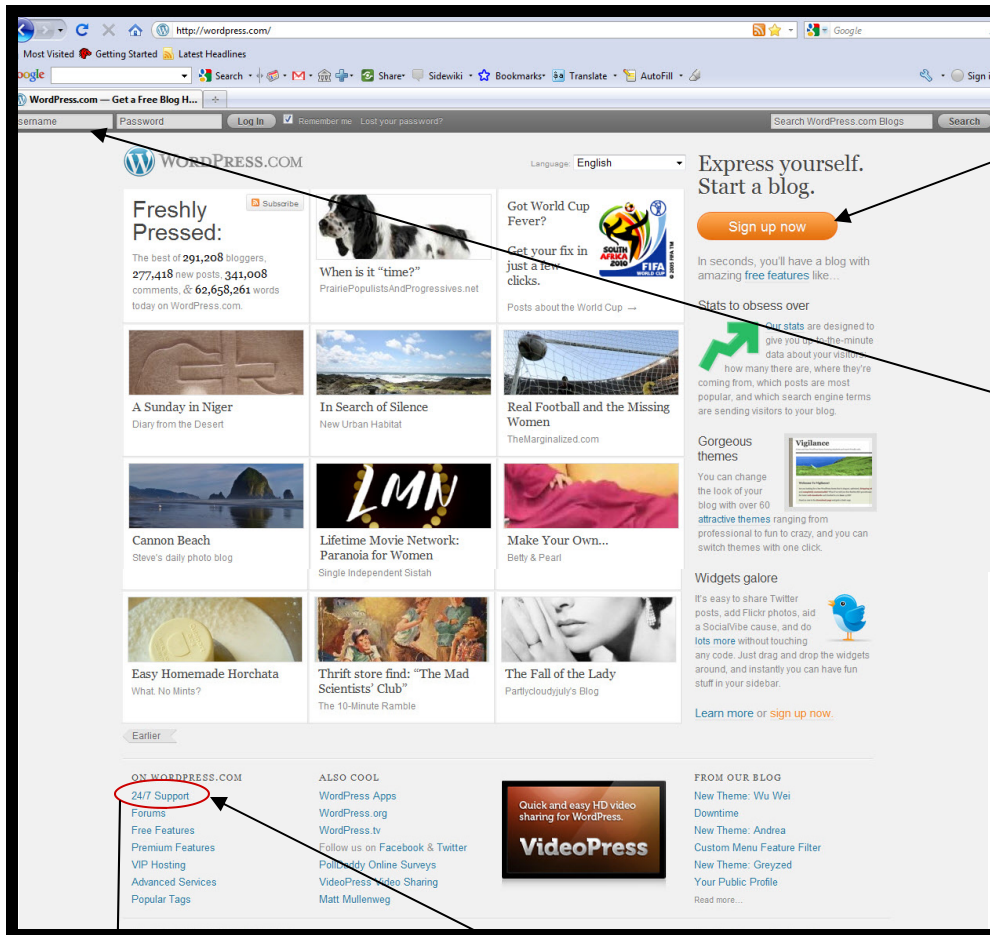 http://wordpress.com/
Google
Most Visited Getting Started Latest Headlines
oogle Search Share Sidewiki Bookmarks Translate AutoFill Sign i
WordPress.com — Get a Free Blog H...
sername Password Log In Remember me Lost your password? Search WordPress.com Blogs Search
WORDPRESS.COM
Language: English
Freshly Pressed:
Subscribe
The best of 291,208 bloggers,
277,418 new posts, 341,008
comments, & 62,658,261 words
today on WordPress.com.
When is it “time?”
PrairiePopulistsAndProgressives.net
Got World Cup
Fever?
Get your fix in
just a few
clicks.
Posts about the World Cup →
SOUTH
AFRICA
2010
FIFA
WORLD CUP
A Sunday in Niger
Diary from the Desert
In Search of Silence
New Urban Habitat
Real Football and the Missing
Women
TheMarginalized.com
Cannon Beach
Steve's daily photo blog
LMN
Lifetime Movie Network:
Paranoia for Women
Single Independent Sistah
Make Your Own...
Betty & Pearl
Easy Homemade Horchata
What. No Mints?
Thrift store find: “The Mad
Scientists’ Club”
The 10-Minute Ramble
The Fall of the Lady
Partlycloudyjuly's Blog
Earlier
Express yourself.
Start a blog.
Sign up now
In seconds, you'll have a blog with
amazing free features like…
Stats to obsess over
Our stats are designed to
give you up-to-the-minute
data about your visitors:
how many there are, where they're
coming from, which posts are most
popular, and which search engine terms
are sending visitors to your blog.
Gorgeous
themes
Vigilance
You can change
the look of your
blog with over 60
attractive themes ranging from
professional to fun to crazy, and you can
switch themes with one click.
Widgets galore
It's easy to share Twitter
posts, add Flickr photos, aid
a SocialVibe cause, and do
lots more without touching
any code. Just drag and drop the widgets
around, and instantly you can have fun
stuff in your sidebar.
Learn more or sign up now.
ON WORDPRESS.COM
24/7 Support
Forums
Free Features
Premium Features
VIP Hosting
Advanced Services
Popular Tags
ALSO COOL
WordPress Apps
WordPress.org
WordPress.tv
Follow us on Facebook & Twitter
PollDaddy Online Surveys
VideoPress Video Sharing
Matt Mullenweg
Quick and easy HD video
sharing for WordPress.
VideoPress
FROM OUR BLOG
New Theme: Wu Wei
Downtime
New Theme: Andrea
Custom Menu Feature Filter
New Theme: Greyzed
Your Public Profile
Read more...